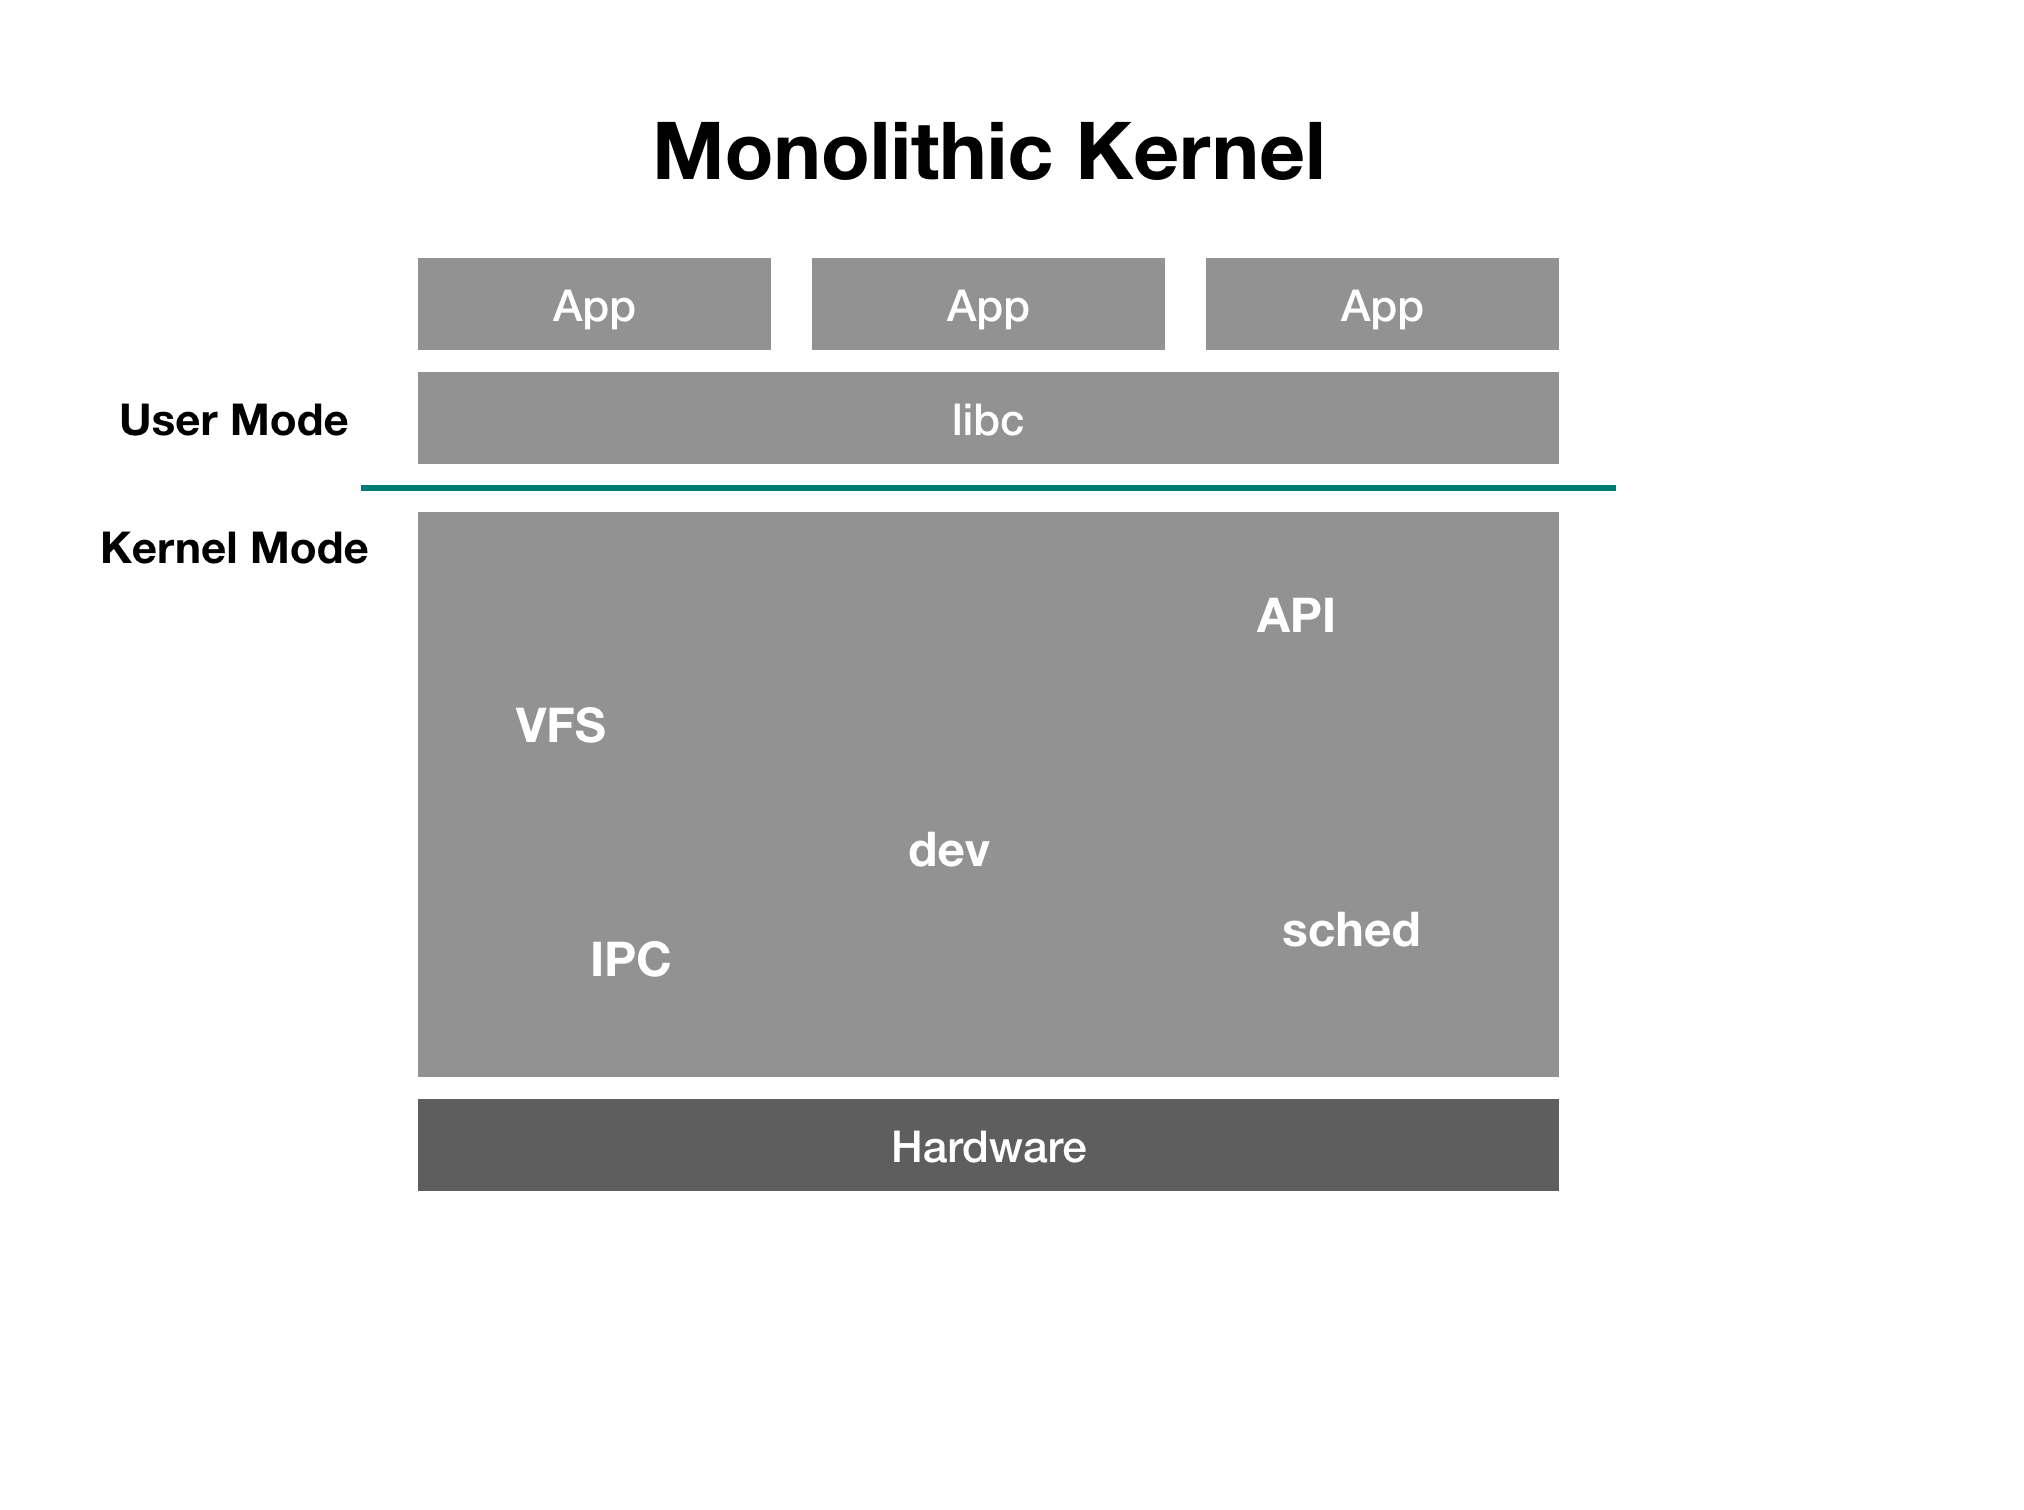 Monolithic Kernel
App App App
User Mode libc
Kernel Mode
API
VFS
dev
sched
IPC
Hardware